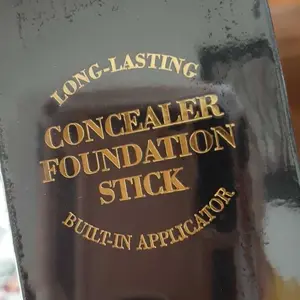 LONG-LASTING
CONCEALER
FOUNDATION
STICK
BUILT-IN APPLICATOR